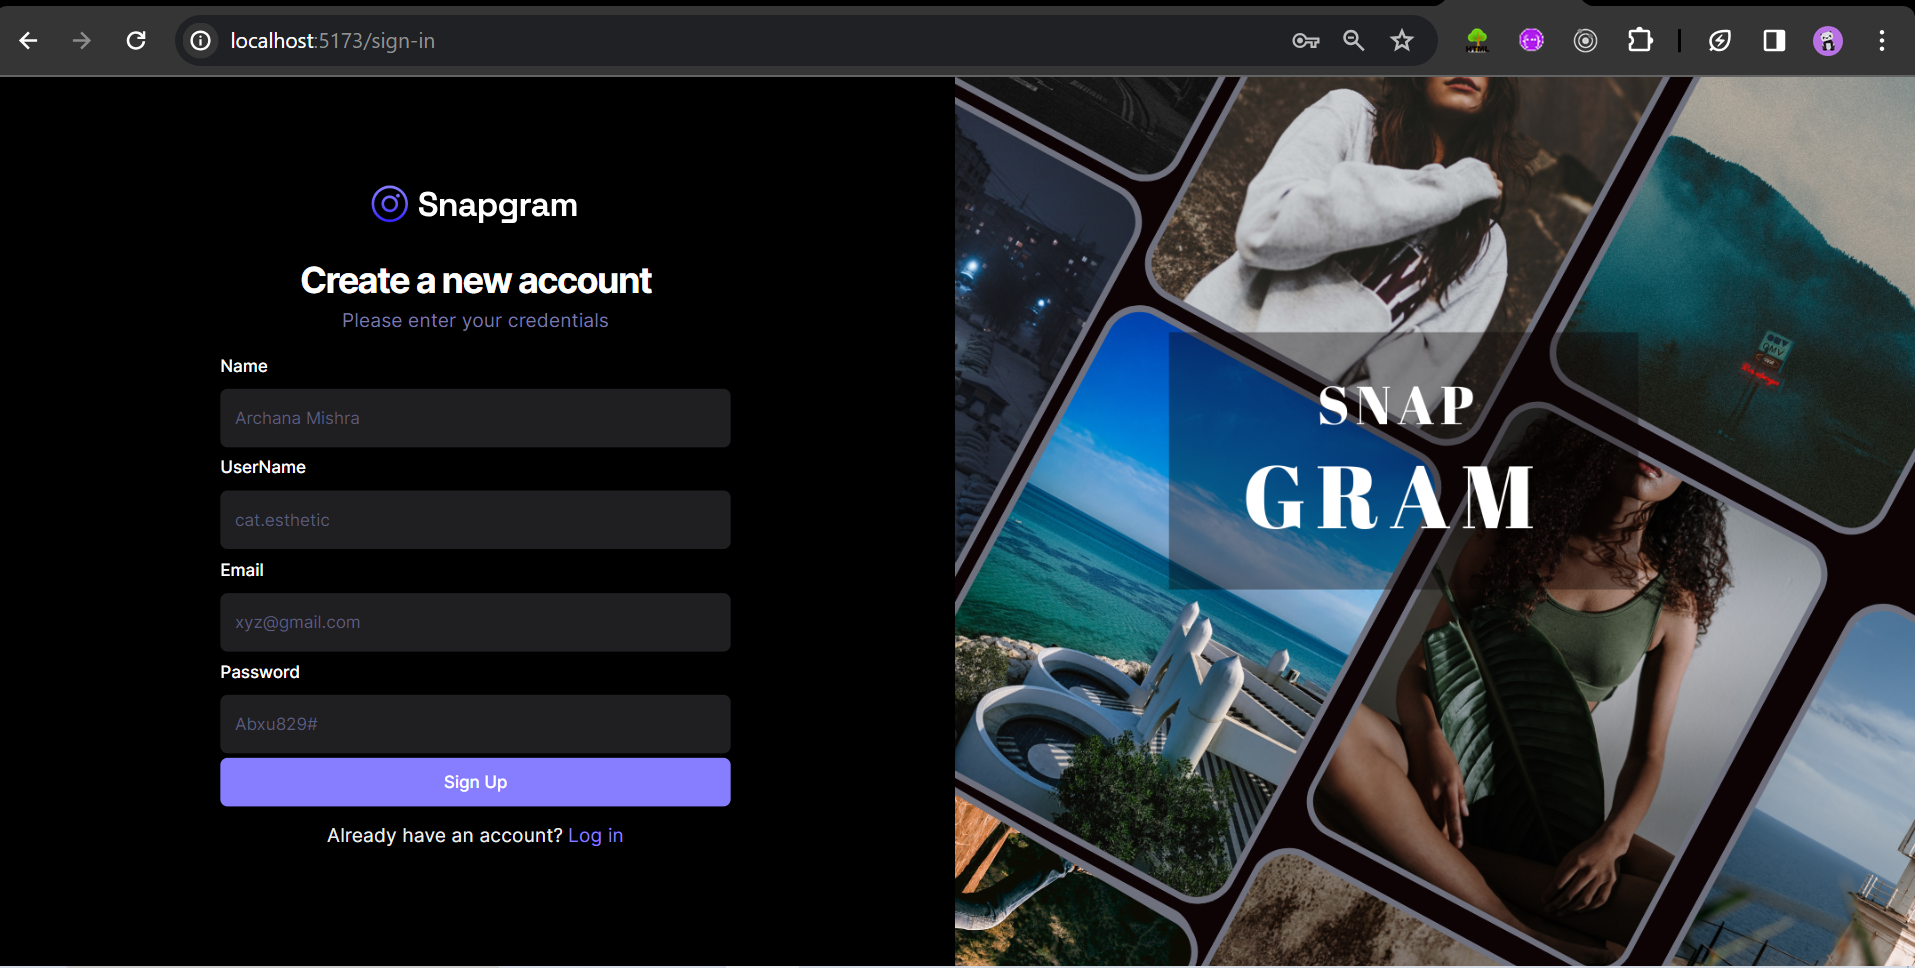 localhost:5173/sign-in
HTML
Snapgram
Create a new account
Please enter your credentials
Name
Archana Mishra
UserName
cat.esthetic
Email
xyz@gmail.com
Password
Abxu829#
Sign Up
Already have an account? Log in
SNAP
GRAM